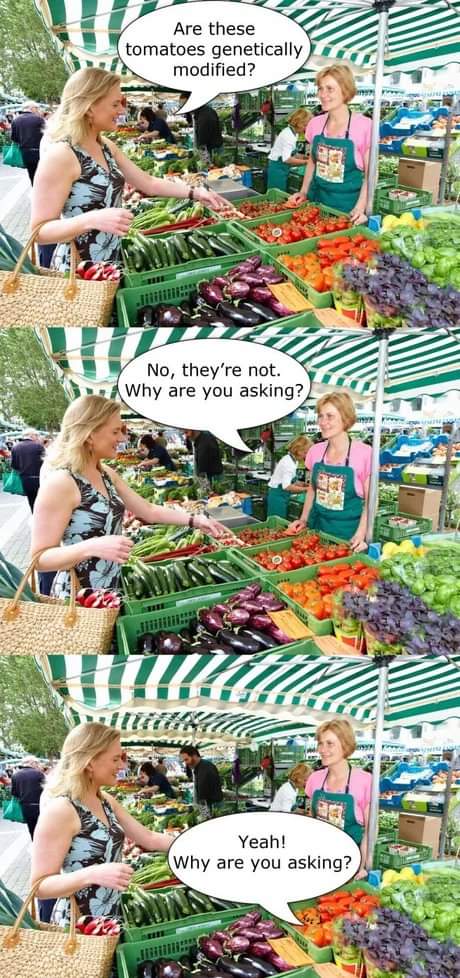 Are these
tomatoes genetically
modified?
No, they're not.
Why are you asking?
Yeah!
Why are you asking?